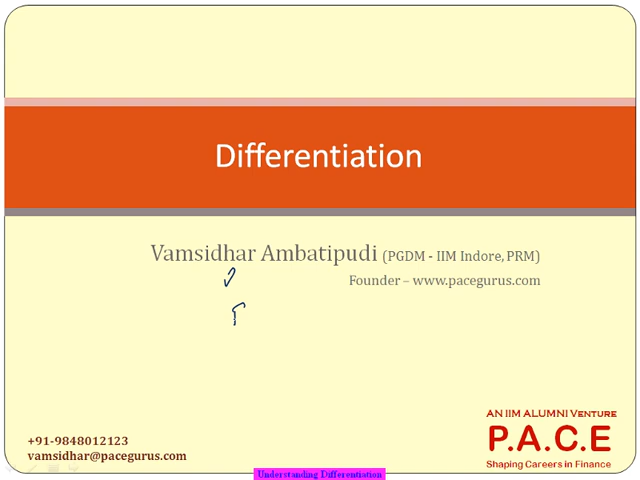 Differentiation
Vamsidhar Ambatipudi (PGDM - IIM Indore, PRM)
Founder – www.pacegurus.com
AN IIM ALUMNI VENTURE
P.A.C.E
Shaping Careers in Finance
+91-9848012123
vamsidhar@pacegurus.com
Understanding Differentiation